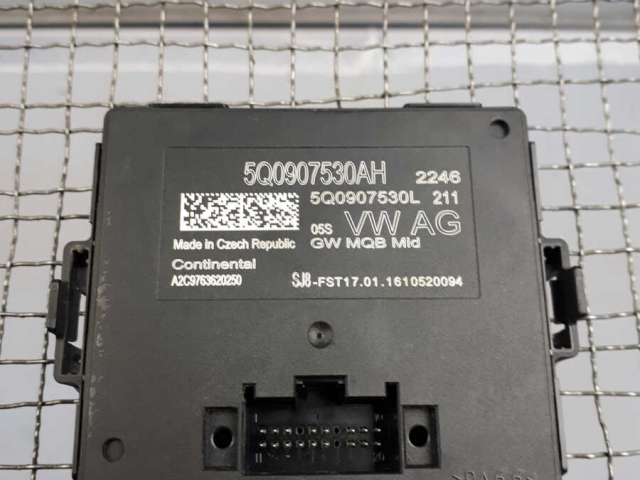 5Q0907530AH 2246
5Q0907530L 211
05S VW AG
Made in Czech Republic GW MQB Mid
Continental
A2C9763620250 SJ8-FST17.01.1610520094